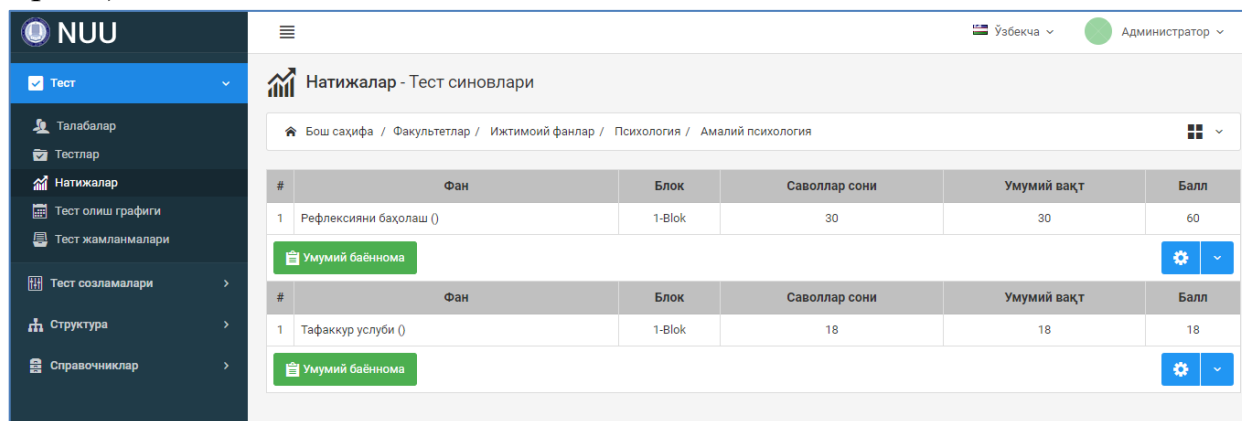 NUU
Ўзбекча
Администратор
Тест
Талабалар
Тестлар
Натижалар
Тест олиш графиги
Тест жамланмалари
Тест созламалари
Структура
Справочниклар
Натижалар - Тест синовлари
Бош саҳифа / Факультетлар / Ижтимоий фанлар / Психология / Амалий психология
# Фан Блок Саволлар сони Умумий вақт Балл
1 Рефлексияни баҳолаш () 1-Blok 30 30 60
Умумий баённома
# Фан Блок Саволлар сони Умумий вақт Балл
1 Тафаккур услуби () 1-Blok 18 18 18
Умумий баённома